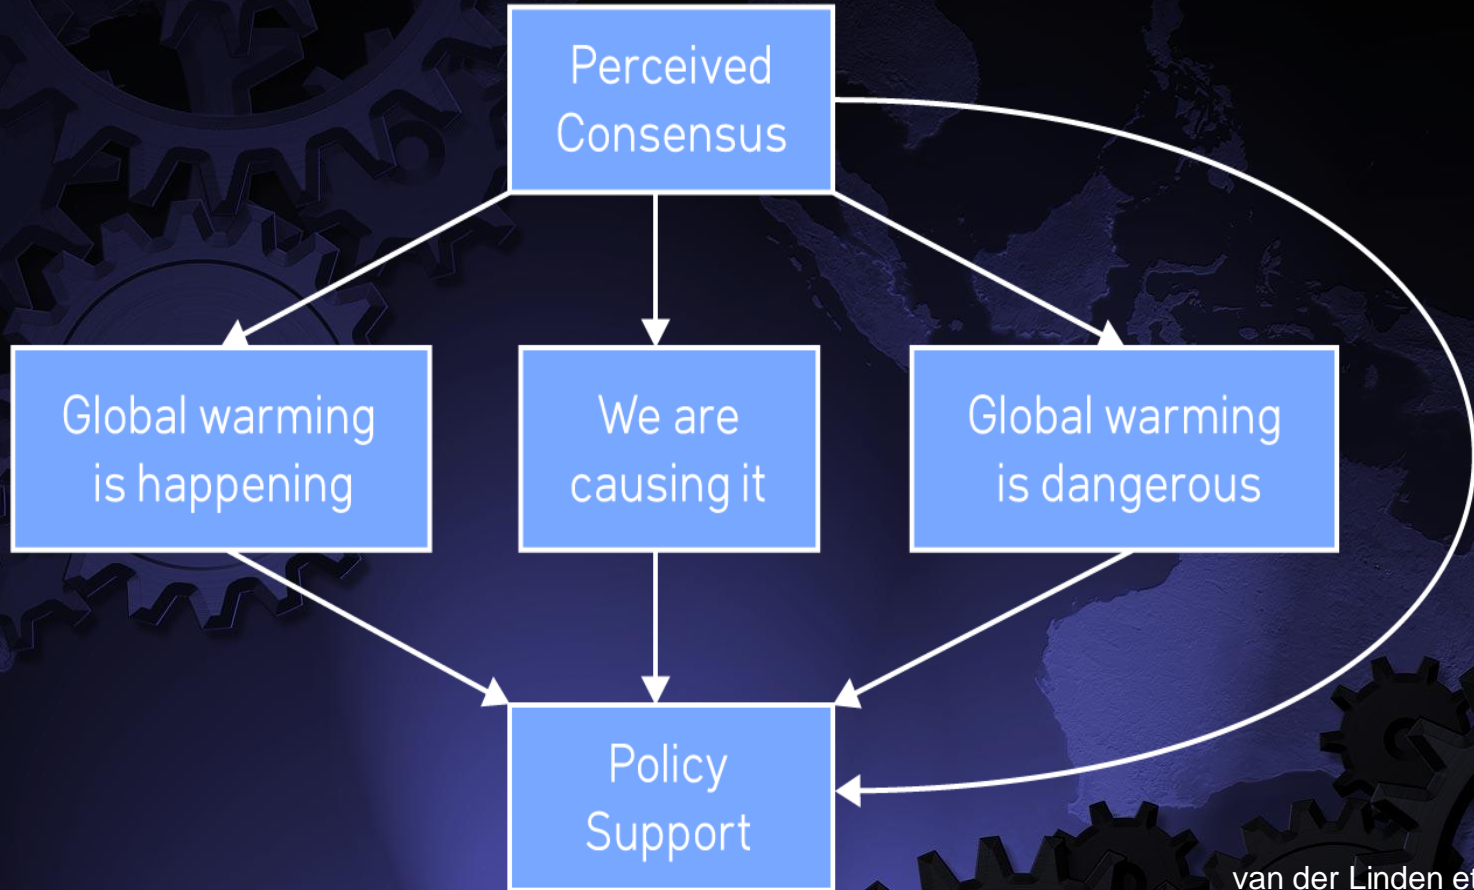 Perceived
Consensus
Global warming
is happening
We are
causing it
Global warming
is dangerous
Policy
Support
van der Linden et